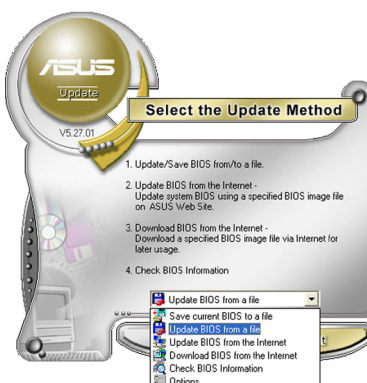 ASUS
Update
V5.27.01
Select the Update Method
1. Update/Save BIOS from/to a file.
2. Update BIOS from the Internet -
Update system BIOS using a specified BIOS image file
on ASUS Web Site.
3. Download BIOS from the Internet -
Download a specified BIOS image file via Internet for
later usage.
4. Check BIOS Information
Update BIOS from a file
Save current BIOS to a file
Update BIOS from a file
Update BIOS from the Internet
Download BIOS from the Internet
Check BIOS Information
Options